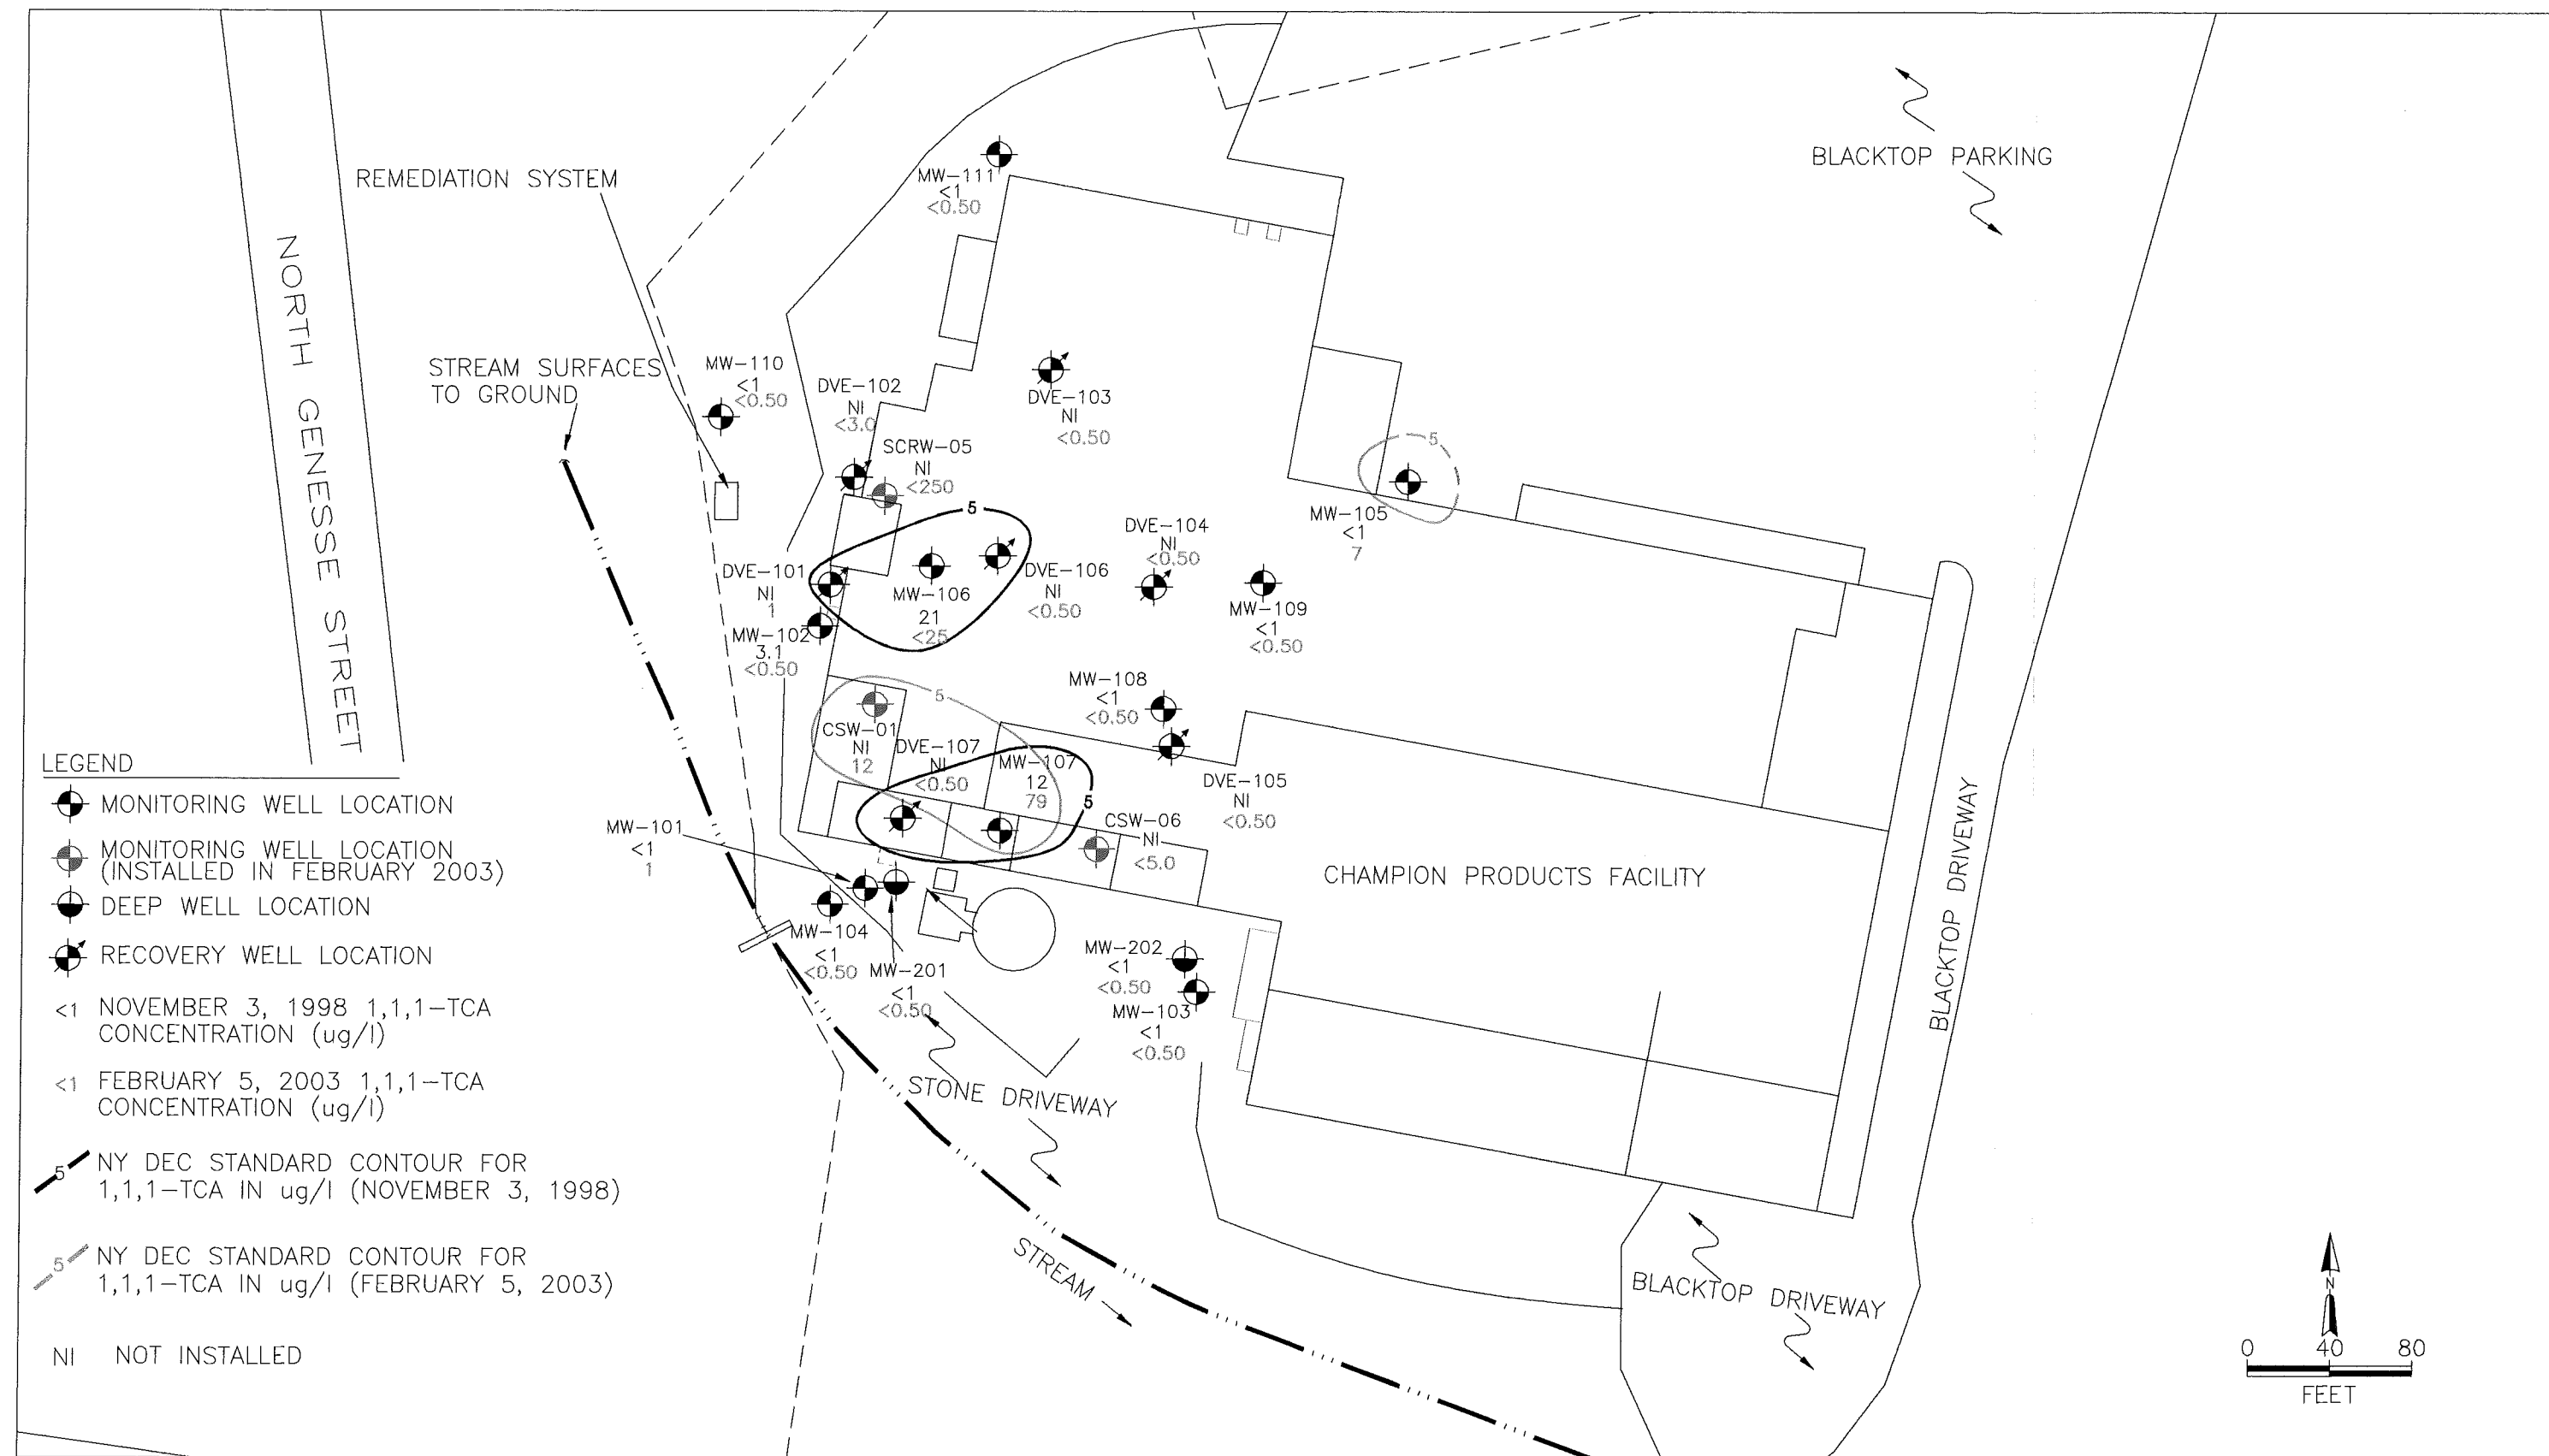 REMEDIATION SYSTEM
NORTH GENESSE STREET
STREAM SURFACES
TO GROUND
BLACKTOP PARKING
MW-111
<1
<0.50
MW-110
<1
<0.50
DVE-102
NI
<3.0
SCRW-05
NI
<250
DVE-103
NI
<0.50
5
MW-105
<1
7
5
DVE-101
NI
1
MW-106
21
<25
DVE-106
NI
<0.50
DVE-104
NI
<0.50
MW-109
<1
<0.50
MW-102
3.1
<0.50
5
MW-108
<1
<0.50
CSW-01
NI
12
DVE-107
NI
<0.50
MW-107
12
79
5
DVE-105
NI
<0.50
CSW-06
NI
<5.0
MW-101
<1
1
MW-104
<1
<0.50
MW-201
<1
<0.50
MW-202
<1
<0.50
MW-103
<1
<0.50
CHAMPION PRODUCTS FACILITY
BLACKTOP DRIVEWAY
STONE DRIVEWAY
STREAM
BLACKTOP DRIVEWAY
LEGEND
MONITORING WELL LOCATION
MONITORING WELL LOCATION
(INSTALLED IN FEBRUARY 2003)
DEEP WELL LOCATION
RECOVERY WELL LOCATION
<1 NOVEMBER 3, 1998 1,1,1-TCA
CONCENTRATION (ug/l)
<1 FEBRUARY 5, 2003 1,1,1-TCA
CONCENTRATION (ug/l)
5 NY DEC STANDARD CONTOUR FOR
1,1,1-TCA IN ug/l (NOVEMBER 3, 1998)
5 NY DEC STANDARD CONTOUR FOR
1,1,1-TCA IN ug/l (FEBRUARY 5, 2003)
NI NOT INSTALLED
N
0 40 80
FEET